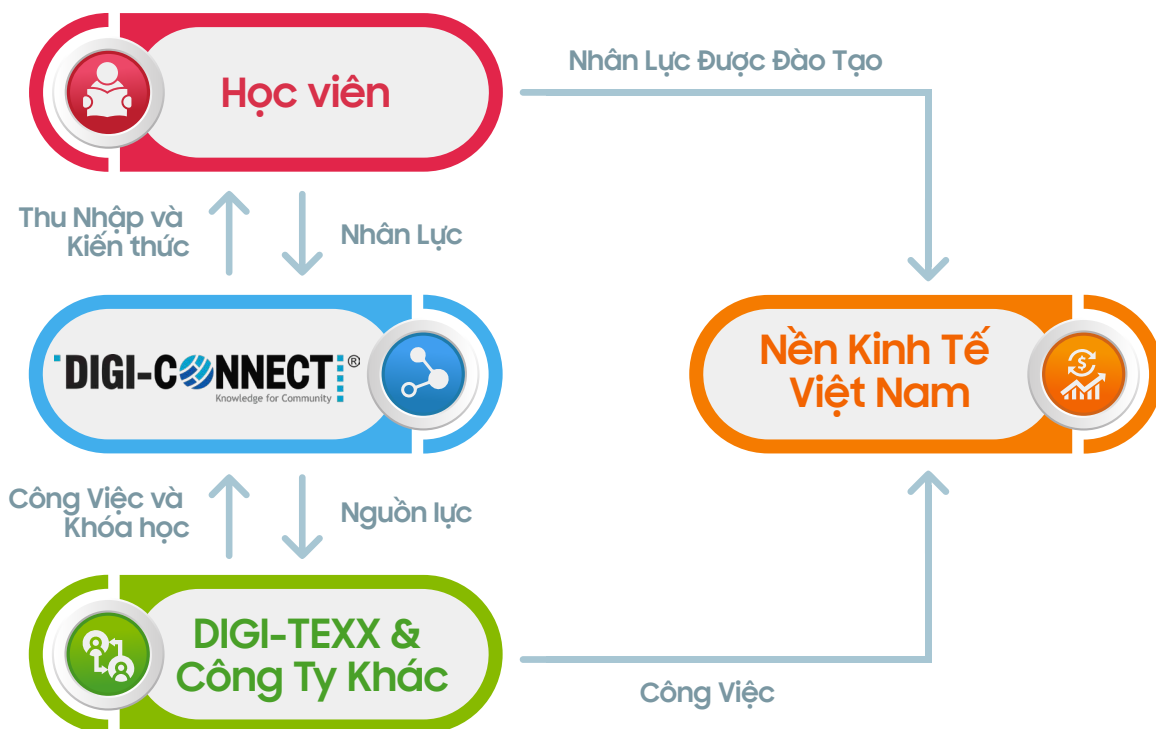 Học viên
Nhân Lực Được Đào Tạo
Thu Nhập và
Kiến thức
Nhân Lực
DIGI-CONNECT ®
Knowledge for Community
Nền Kinh Tế
Việt Nam
$
Công Việc và
Khóa học
Nguồn lực
DIGI-TEXX &
Công Ty Khác
Công Việc